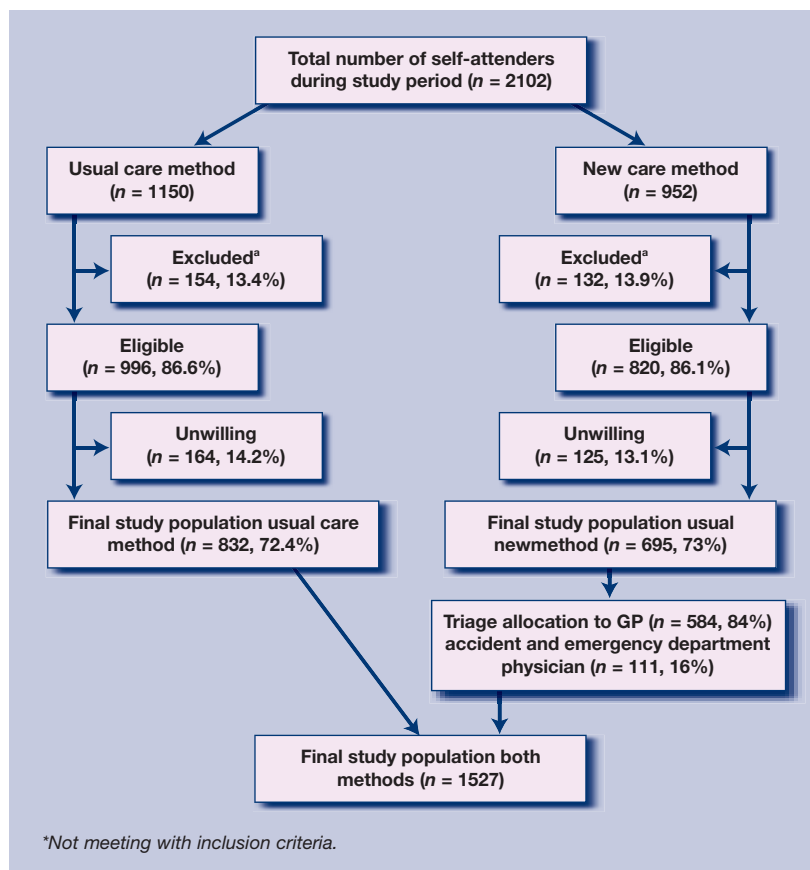 Total number of self-attenders
during study period (n = 2102)
Usual care method
(n = 1150)
New care method
(n = 952)
Excludedᵃ
(n = 154, 13.4%)
Excludedᵃ
(n = 132, 13.9%)
Eligible
(n = 996, 86.6%)
Eligible
(n = 820, 86.1%)
Unwilling
(n = 164, 14.2%)
Unwilling
(n = 125, 13.1%)
Final study population usual care
method (n = 832, 72.4%)
Final study population usual
newmethod (n = 695, 73%)
Triage allocation to GP (n = 584, 84%)
accident and emergency department
physician (n = 111, 16%)
Final study population both
methods (n = 1527)
*Not meeting with inclusion criteria.